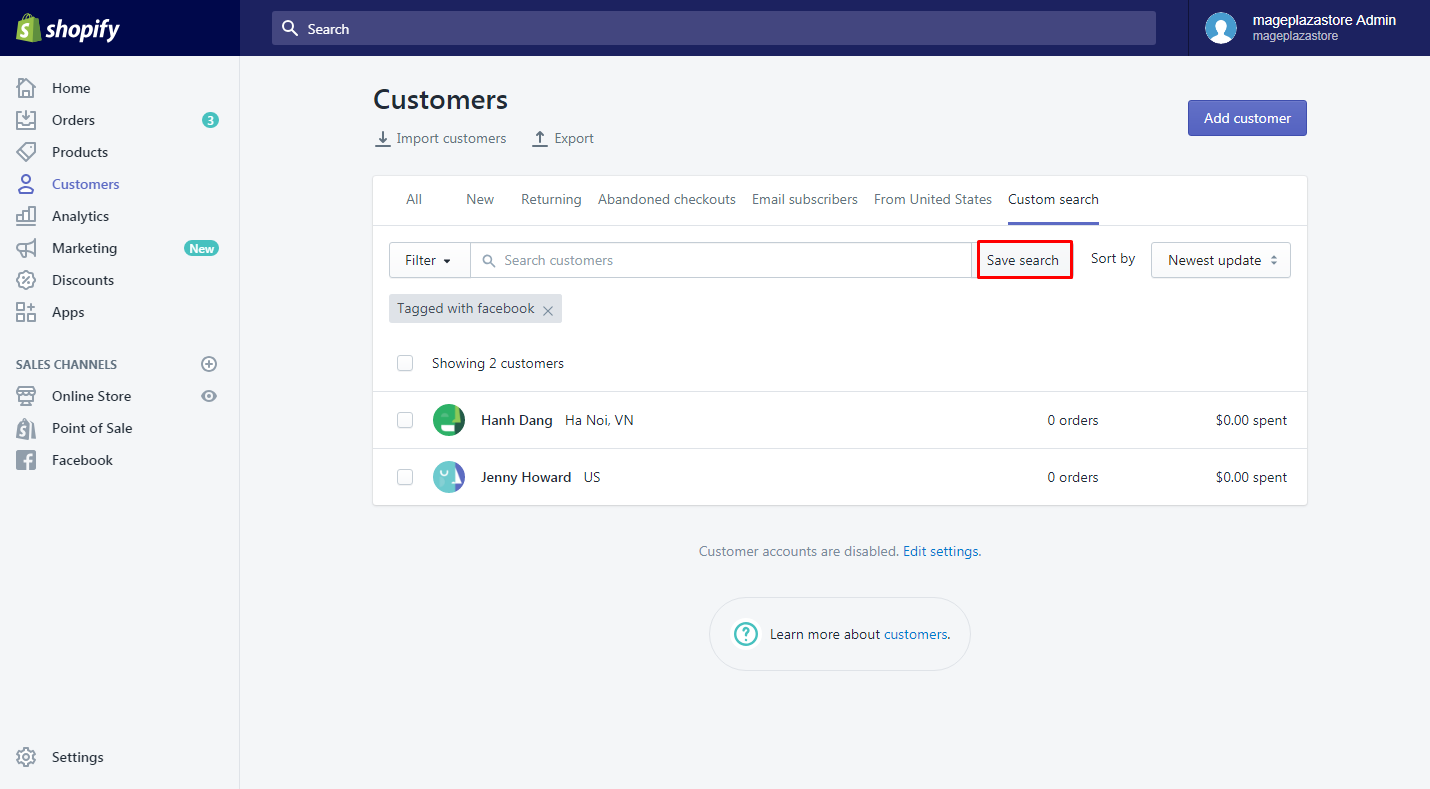 shopify
Search
mageplazastore Admin
mageplazastore
Home
Orders
3
Products
Customers
Analytics
Marketing
New
Discounts
Apps
SALES CHANNELS
Online Store
Point of Sale
Facebook
Settings
Customers
Import customers
Export
Add customer
All
New
Returning
Abandoned checkouts
Email subscribers
From United States
Custom search
Filter
Search customers
Save search
Sort by
Newest update
Tagged with facebook
Showing 2 customers
Hanh Dang Ha Noi, VN 0 orders $0.00 spent
Jenny Howard US 0 orders $0.00 spent
Customer accounts are disabled. Edit settings.
Learn more about customers.